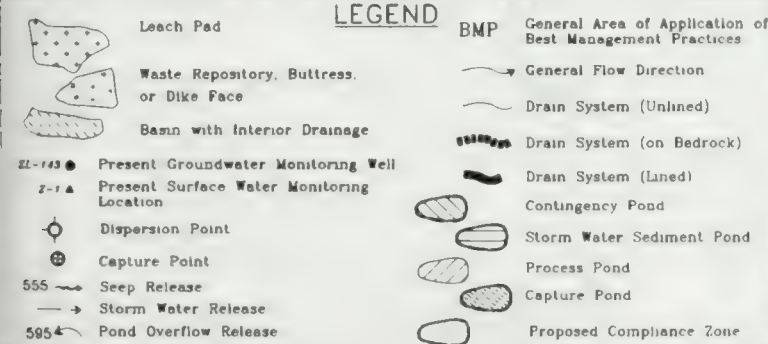 LEGEND
Leach Pad
Waste Repository, Buttress,
or Dike Face
Basin with Interior Drainage
ZL-143 Present Groundwater Monitoring Well
Z-1 Present Surface Water Monitoring
Location
Dispersion Point
Capture Point
555 Seep Release
Storm Water Release
595 Pond Overflow Release
BMP General Area of Application of
Best Management Practices
General Flow Direction
Drain System (Unlined)
Drain System (on Bedrock)
Drain System (Lined)
Contingency Pond
Storm Water Sediment Pond
Process Pond
Capture Pond
Proposed Compliance Zone